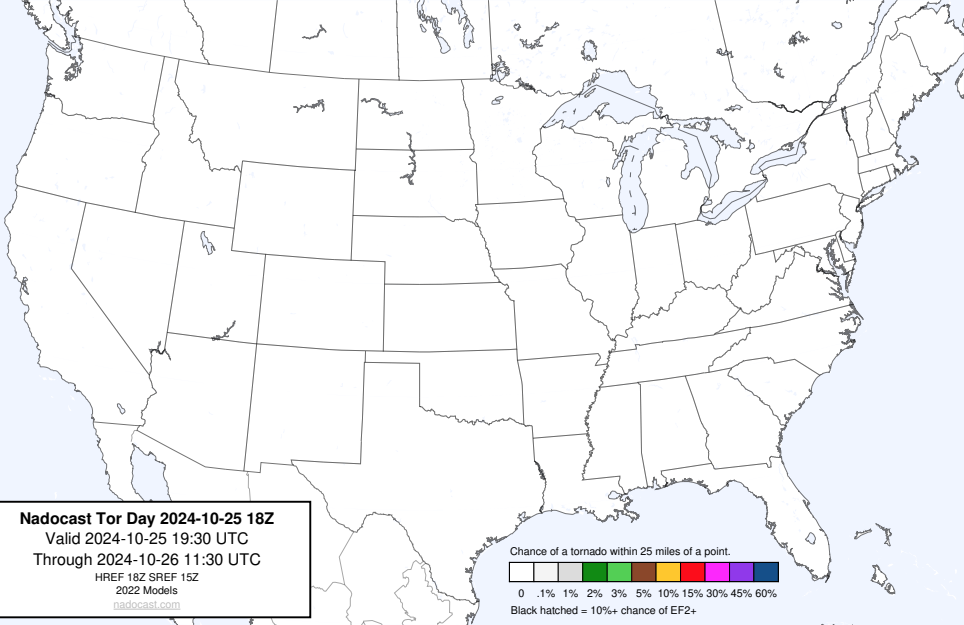 Nadocast Tor Day 2024-10-25 18Z
Valid 2024-10-25 19:30 UTC
Through 2024-10-26 11:30 UTC
HREF 18Z SREF 15Z
2022 Models
nadocast.com
Chance of a tornado within 25 miles of a point.
0 .1% 1% 2% 3% 5% 10% 15% 30% 45% 60%
Black hatched = 10%+ chance of EF2+